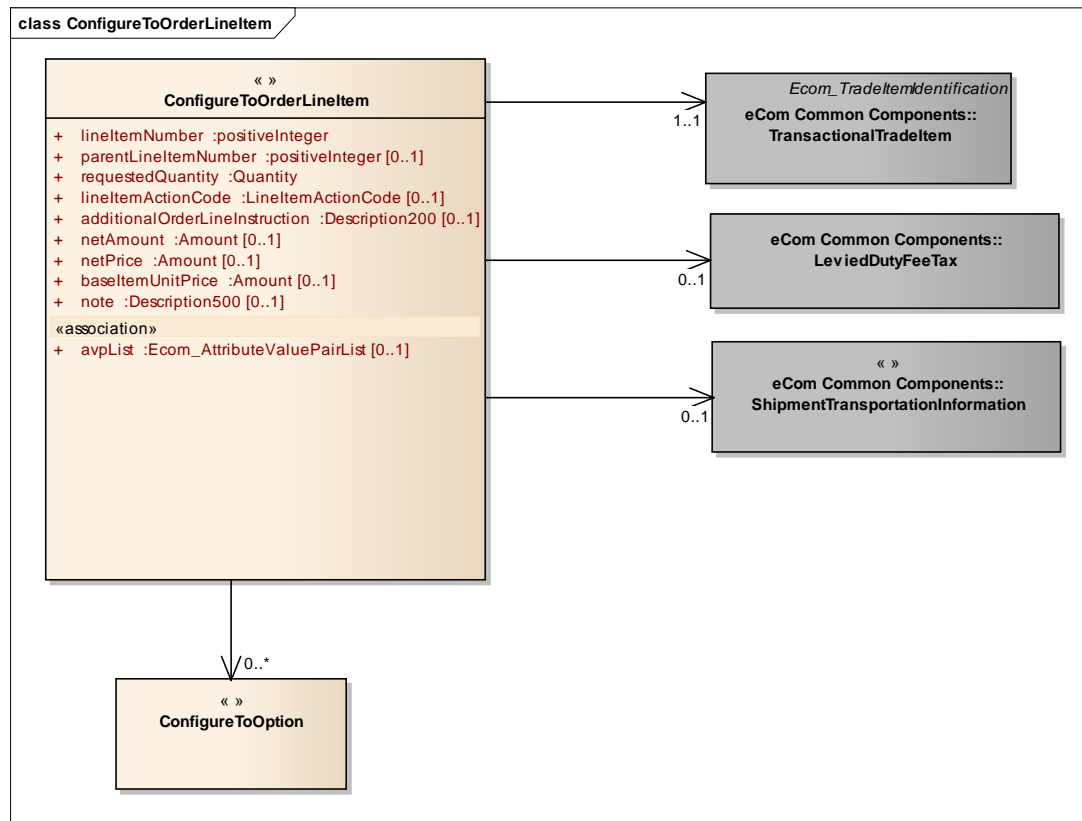 class ConfigureToOrderLineItem
« »
ConfigureToOrderLineItem
+ lineItemNumber :positiveInteger
+ parentLineItemNumber :positiveInteger [0..1]
+ requestedQuantity :Quantity
+ lineItemActionCode :LineItemActionCode [0..1]
+ additionalOrderLineInstruction :Description200 [0..1]
+ netAmount :Amount [0..1]
+ netPrice :Amount [0..1]
+ baseItemUnitPrice :Amount [0..1]
+ note :Description500 [0..1]
«association»
+ avpList :Ecom_AttributeValuePairList [0..1]
1..1
Ecom_TradeItemIdentification
eCom Common Components::
TransactionalTradeItem
0..1
eCom Common Components::
LeviedDutyFeeTax
0..1
« »
eCom Common Components::
ShipmentTransportationInformation
0..*
« »
ConfigureToOption